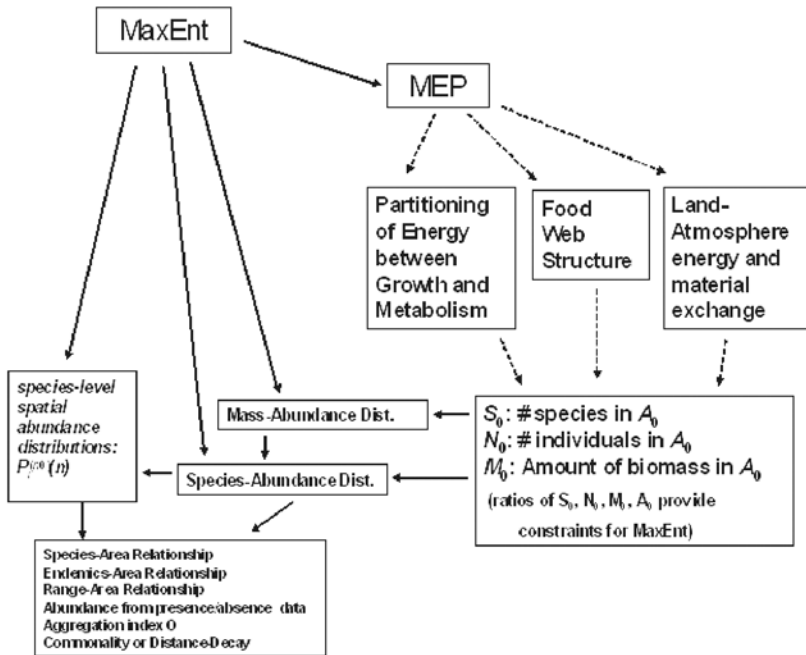 MaxEnt
MEP
Partitioning
of Energy
between
Growth and
Metabolism
Food
Web
Structure
Land-
Atmosphere
energy and
material
exchange
species-level
spatial
abundance
distributions:
(n)
Mass-Abundance Dist.
Species-Abundance Dist.
S₀: # species in A₀
N₀: # individuals in A₀
M₀: Amount of biomass in A₀
(ratios of S₀, N₀, M₀, A₀ provide
constraints for MaxEnt)
Species-Area Relationship
Endemics-Area Relationship
Range-Area Relationship
Abundance from presence/absence data
Aggregation index O
Commonality or Distance-Decay